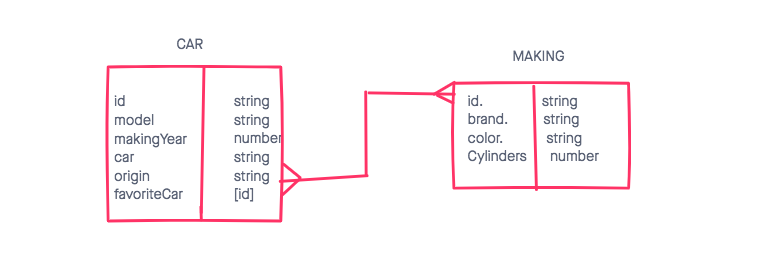 CAR
id string
model string
makingYear number
car string
origin string
favoriteCar [id]
MAKING
id. string
brand. string
color. string
Cylinders number